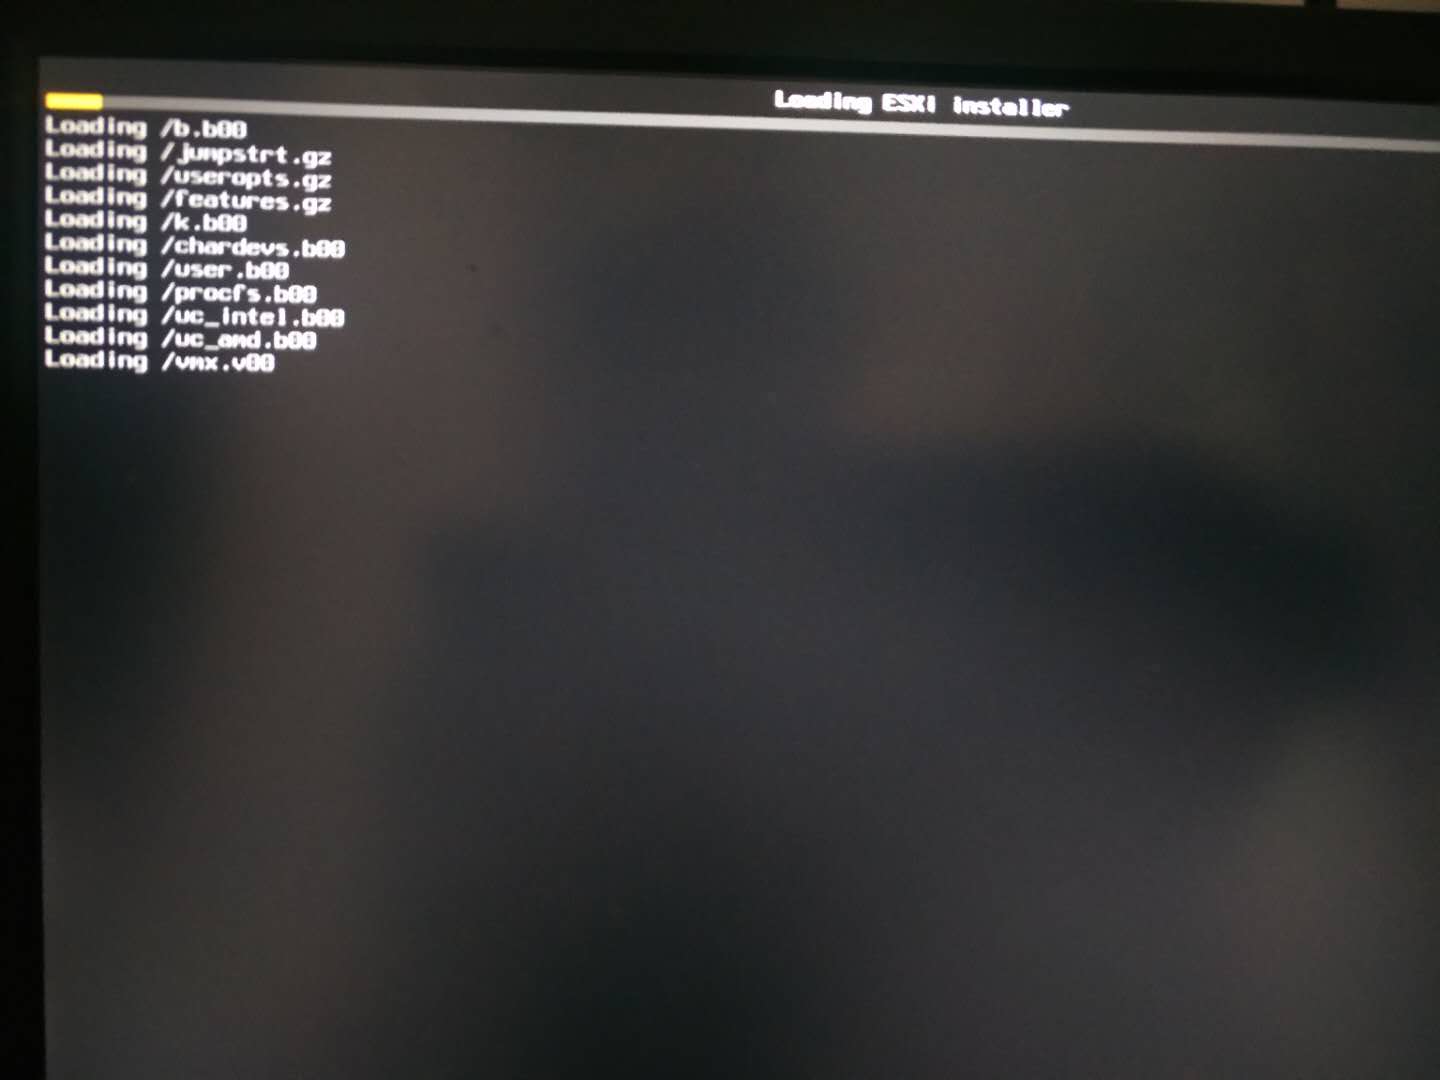 Loading ESXi installer
Loading /b.b00
Loading /jumpstrt.gz
Loading /useropts.gz
Loading /features.gz
Loading /k.b00
Loading /chardevs.b00
Loading /user.b00
Loading /procfs.b00
Loading /uc_intel.b00
Loading /uc_amd.b00
Loading /vmx.v00